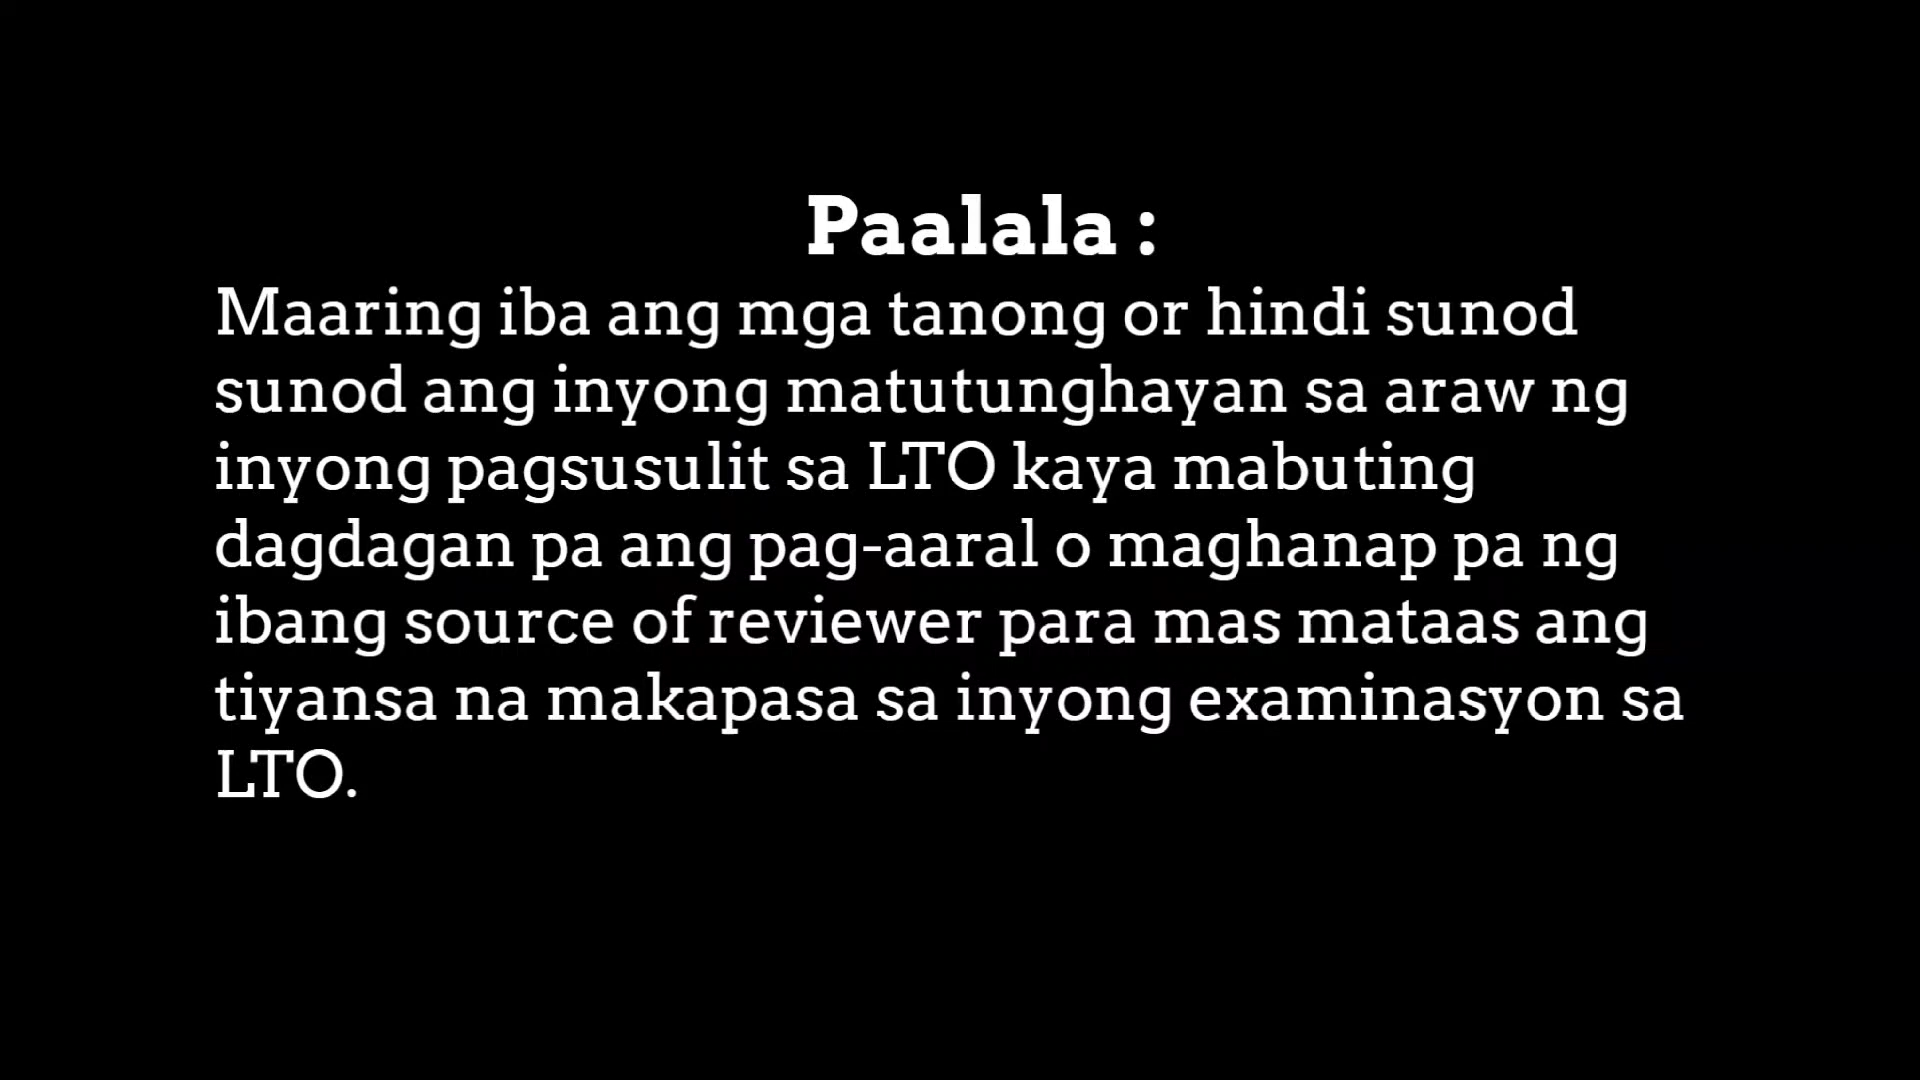 Paalala :
Maaring iba ang mga tanong or hindi sunod
sunod ang inyong matutunghayan sa araw ng
inyong pagsusulit sa LTO kaya mabuting
dagdagan pa ang pag-aaral o maghanap pa ng
ibang source of reviewer para mas mataas ang
tiyansa na makapasa sa inyong examinasyon sa
LTO.